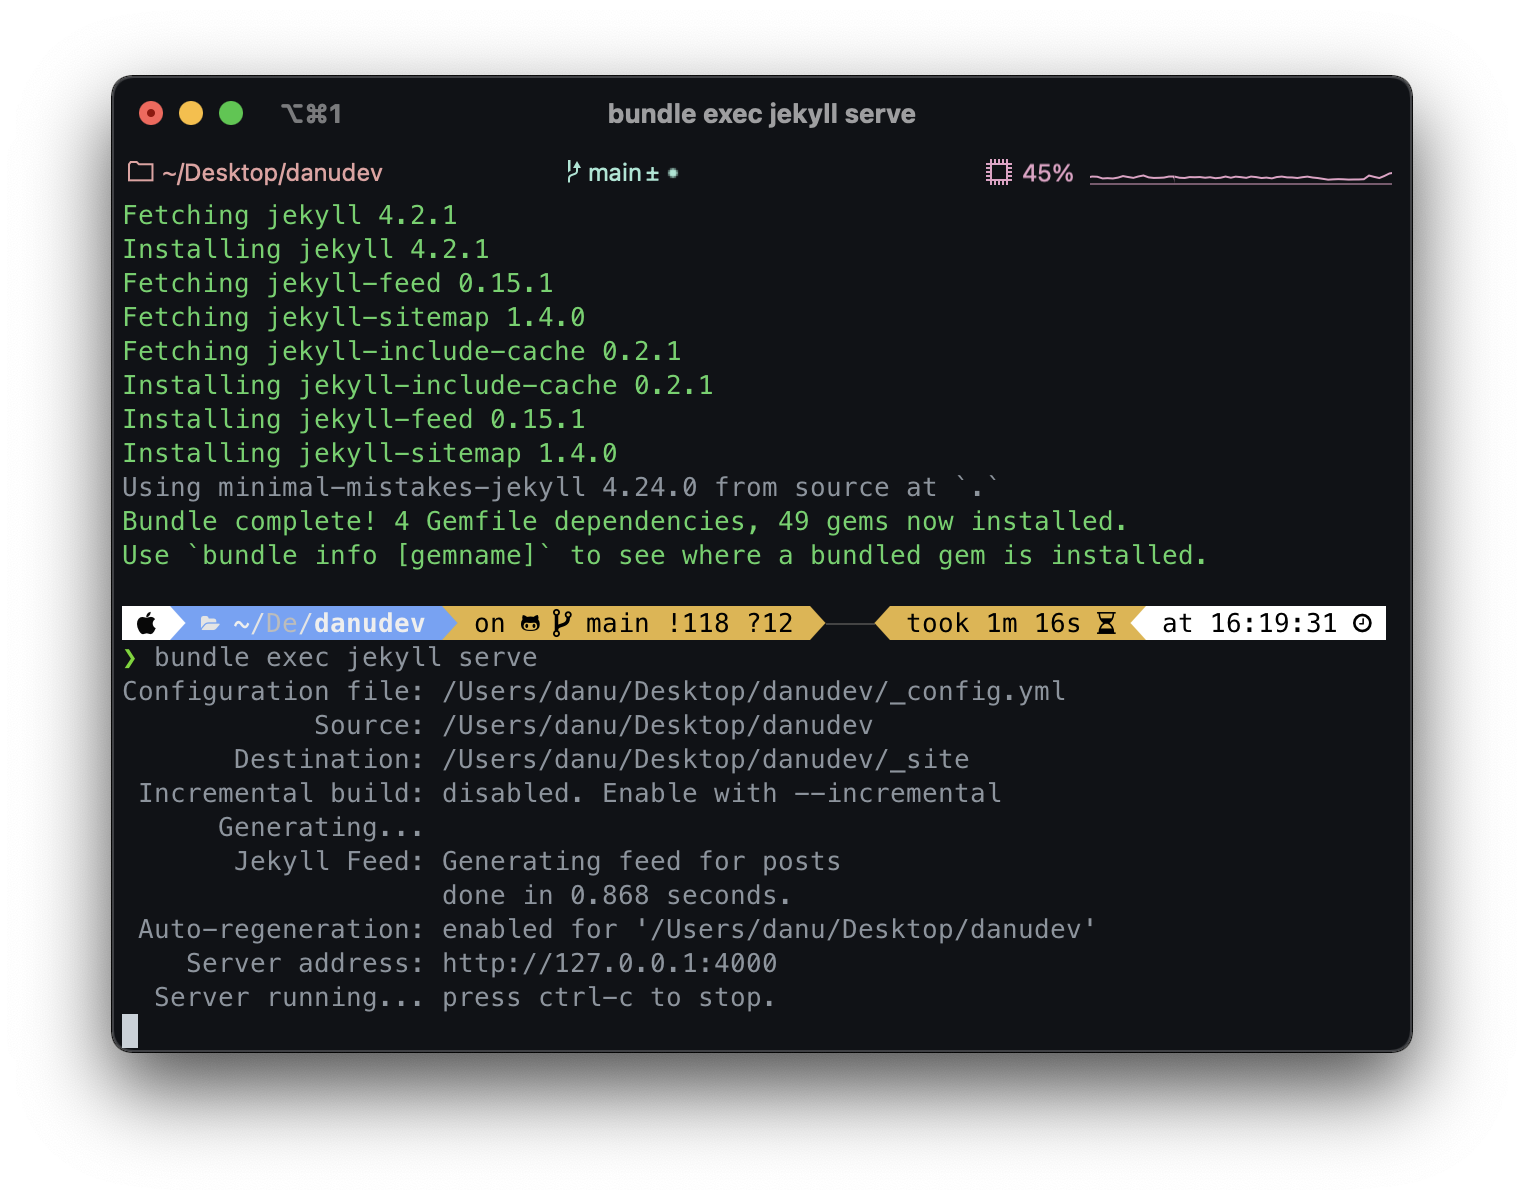 ⌥⌘1 bundle exec jekyll serve
~/Desktop/danudev main ± 45%
Fetching jekyll 4.2.1
Installing jekyll 4.2.1
Fetching jekyll-feed 0.15.1
Fetching jekyll-sitemap 1.4.0
Fetching jekyll-include-cache 0.2.1
Installing jekyll-include-cache 0.2.1
Installing jekyll-feed 0.15.1
Installing jekyll-sitemap 1.4.0
Using minimal-mistakes-jekyll 4.24.0 from source at `.`
Bundle complete! 4 Gemfile dependencies, 49 gems now installed.
Use `bundle info [gemname]` to see where a bundled gem is installed.
~/De/danudev on main !118 ?12 took 1m 16s at 16:19:31
❯ bundle exec jekyll serve
Configuration file: /Users/danu/Desktop/danudev/_config.yml
Source: /Users/danu/Desktop/danudev
Destination: /Users/danu/Desktop/danudev/_site
Incremental build: disabled. Enable with --incremental
Generating...
Jekyll Feed: Generating feed for posts
done in 0.868 seconds.
Auto-regeneration: enabled for '/Users/danu/Desktop/danudev'
Server address: http://127.0.0.1:4000
Server running... press ctrl-c to stop.